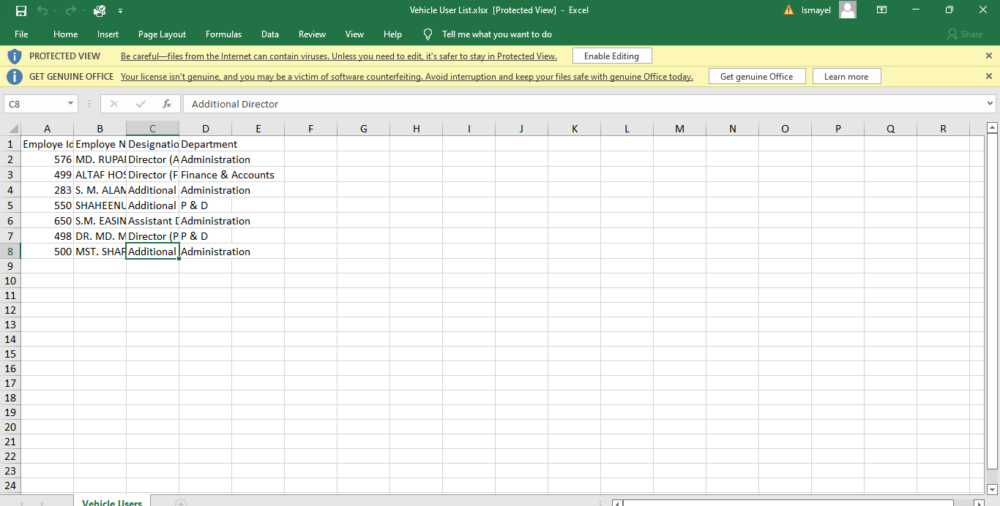 Vehicle User List.xlsx [Protected View] - Excel
Ismayel
File Home Insert Page Layout Formulas Data Review View Help Tell me what you want to do Share
PROTECTED VIEW Be careful—files from the Internet can contain viruses. Unless you need to edit, it's safer to stay in Protected View. Enable Editing
GET GENUINE OFFICE Your license isn't genuine, and you may be a victim of software counterfeiting. Avoid interruption and keep your files safe with genuine Office today. Get genuine Office Learn more
C8 fx Additional Director
A B C D E F G H I J K L M N O P Q R
1 Employe Id Employe N Designatio Department
2 576 MD. RUPA Director (A Administration
3 499 ALTAF HOS Director (F Finance & Accounts
4 283 S. M. ALAM Additional Administration
5 550 SHAHEENU Additional P & D
6 650 S.M. EASIN Assistant D Administration
7 498 DR. MD. M Director (P P & D
8 500 MST. SHAR Additional Administration
9
10
11
12
13
14
15
16
17
18
19
20
21
22
23
24
Vehicle Users